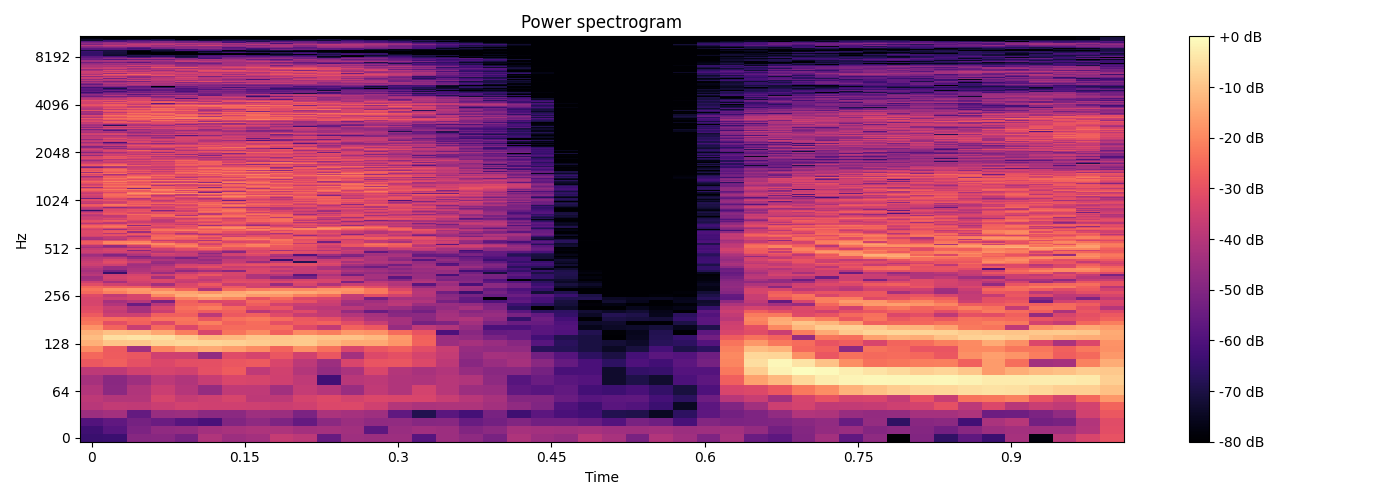 Power spectrogram
Hz
8192
4096
2048
1024
512
256
128
64
0
0 0.15 0.3 0.45 0.6 0.75 0.9
Time
+0 dB
-10 dB
-20 dB
-30 dB
-40 dB
-50 dB
-60 dB
-70 dB
-80 dB